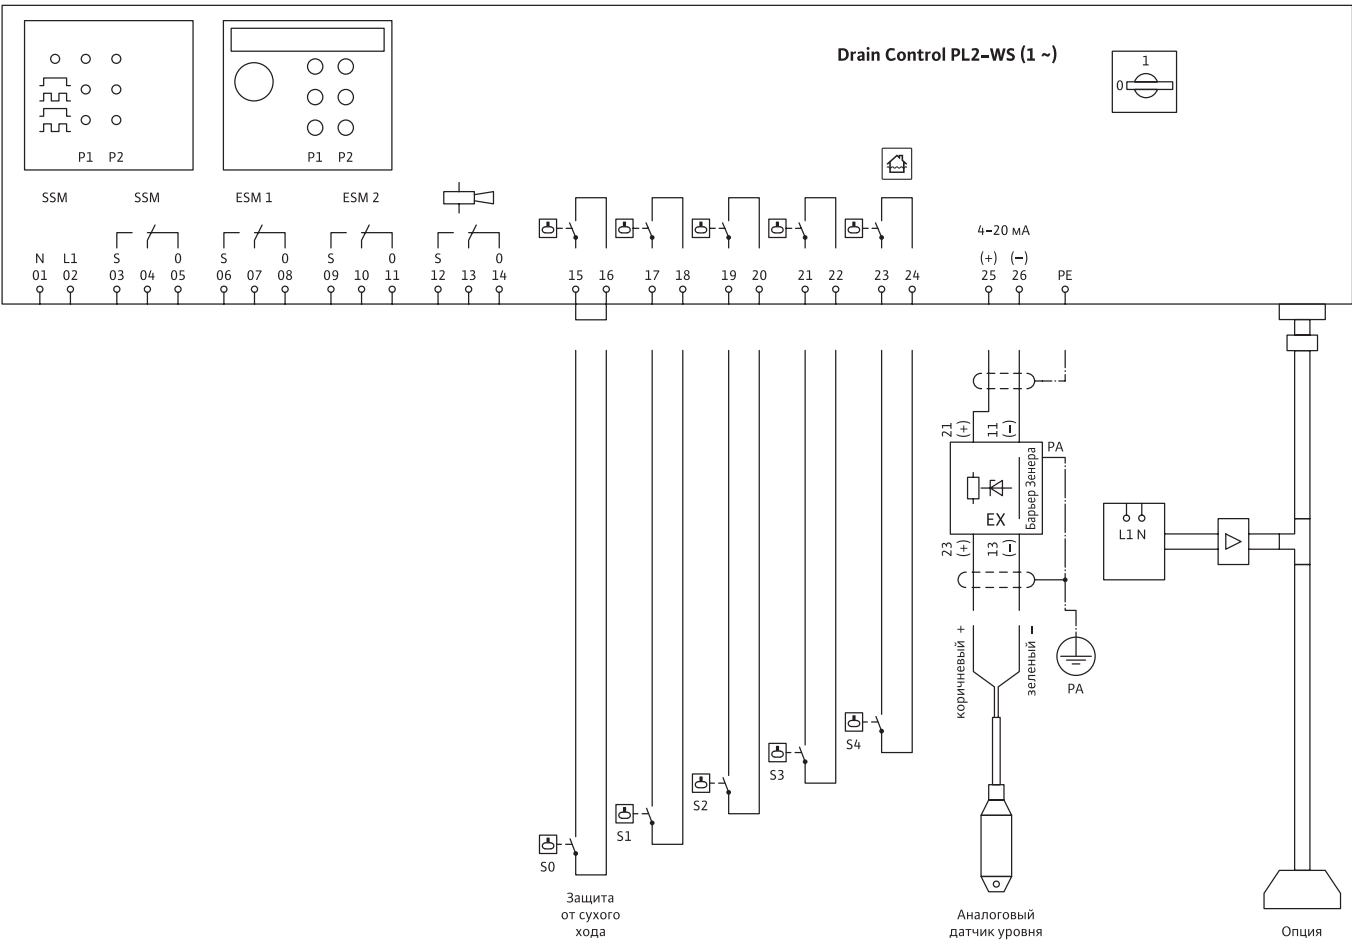 Drain Control PL2-WS (1 ~)
1
0
P1 P2
P1 P2
SSM SSM ESM 1 ESM 2
4-20 мА
N L1 S 0 S 0 S 0 S 0 (+) (−)
01 02 03 04 05 06 07 08 09 10 11 12 13 14 15 16 17 18 19 20 21 22 23 24 25 26 PE
21 (+) 11 (−)
PA
Барьер Зенера
EX
23 (+) 13 (−)
L1 N
коричневый +
зеленый −
PA
S4
S3
S2
S1
S0
Защита
от сухого
хода
Аналоговый
датчик уровня
Опция